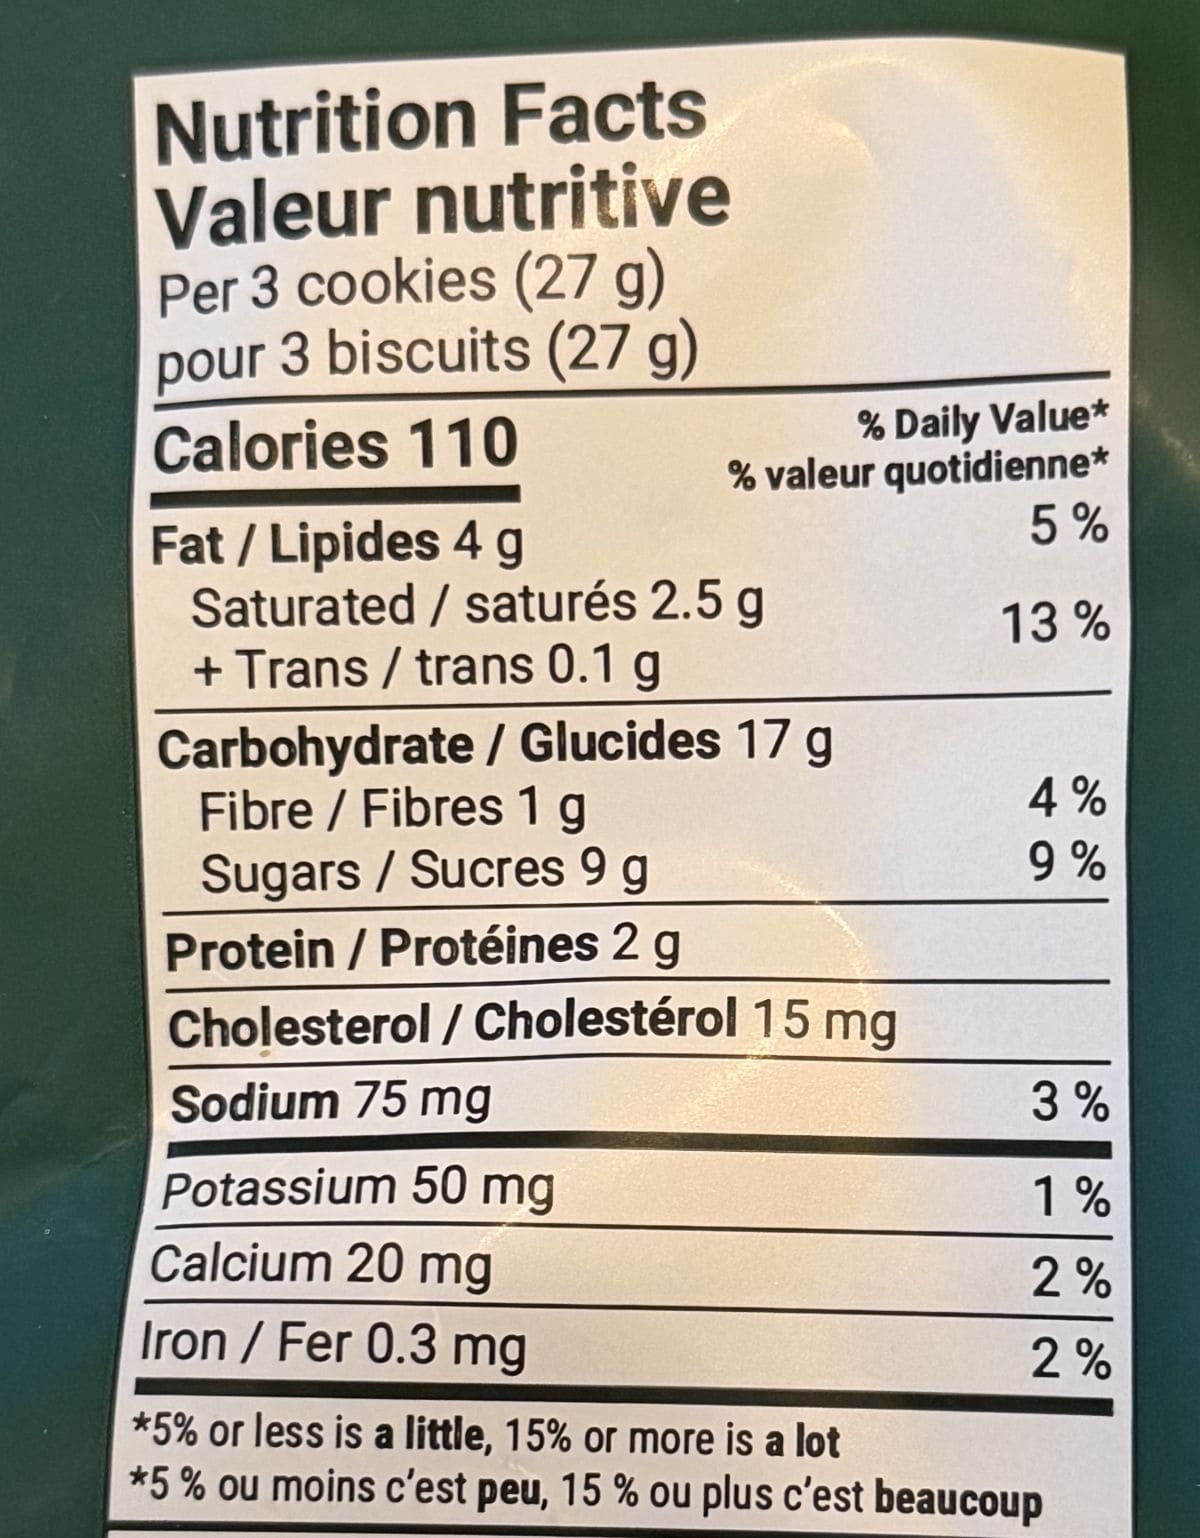 Nutrition Facts
Valeur nutritive
Per 3 cookies (27 g)
pour 3 biscuits (27 g)
Calories 110
% Daily Value*
% valeur quotidienne*
Fat / Lipides 4 g 5 %
Saturated / saturés 2.5 g
+ Trans / trans 0.1 g 13 %
Carbohydrate / Glucides 17 g
Fibre / Fibres 1 g 4 %
Sugars / Sucres 9 g 9 %
Protein / Protéines 2 g
Cholesterol / Cholestérol 15 mg
Sodium 75 mg 3 %
Potassium 50 mg 1 %
Calcium 20 mg 2 %
Iron / Fer 0.3 mg 2 %
*5% or less is a little, 15% or more is a lot
*5 % ou moins c'est peu, 15 % ou plus c'est beaucoup